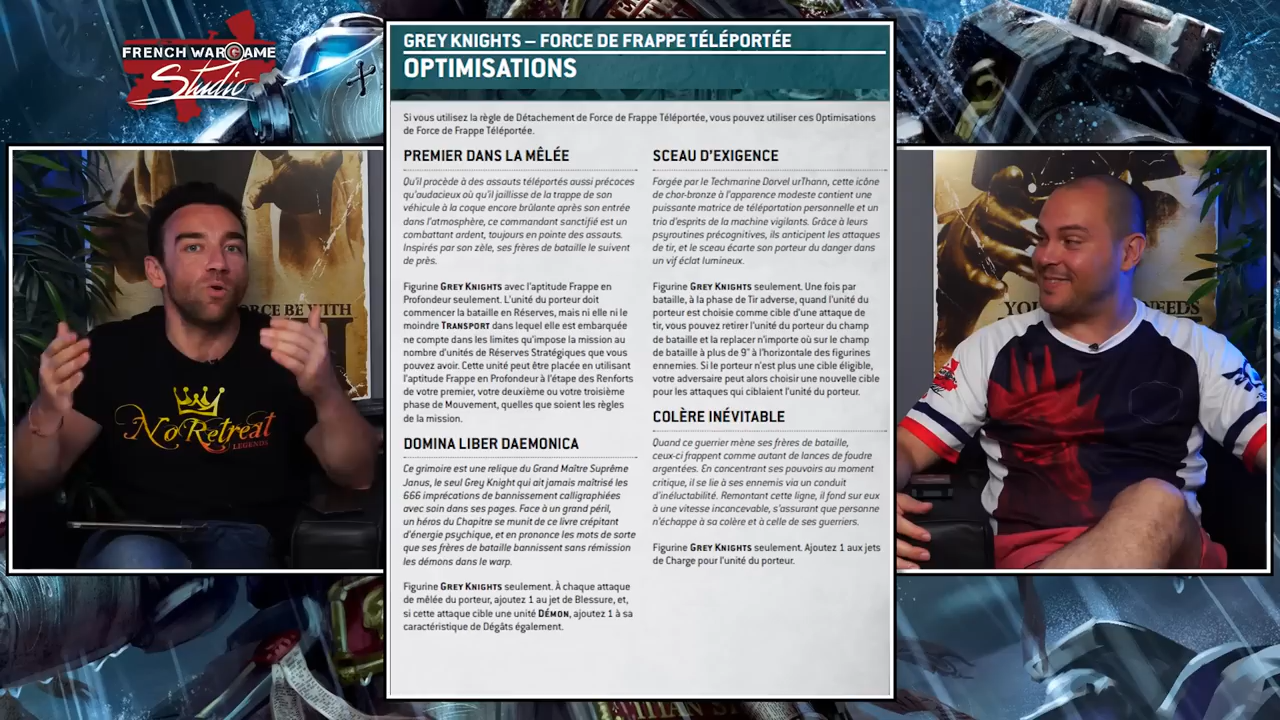 FRENCH WARGAME
Studio
GREY KNIGHTS – FORCE DE FRAPPE TÉLÉPORTÉE
OPTIMISATIONS
Si vous utilisez la règle de Détachement de Force de Frappe Téléportée, vous pouvez utiliser ces Optimisations
de Force de Frappe Téléportée.
PREMIER DANS LA MÊLÉE
Qu'il procède à des assauts téléportés aussi précoces
qu'audacieux où qu'il jaillisse de la trappe de son
véhicule à la coque encore brûlante après son entrée
dans l'atmosphère, ce commandant sanctifié est un
combattant ardent, toujours en pointe des assauts.
Inspirés par son zèle, ses frères de bataille le suivent
de près.
Figurine GREY KNIGHTS avec l'aptitude Frappe en
Profondeur seulement. L'unité du porteur doit
commencer la bataille en Réserves, mais ni elle ni le
moindre TRANSPORT dans lequel elle est embarquée
ne compte dans les limites qu'impose la mission au
nombre d'unités de Réserves Stratégiques que vous
pouvez avoir. Cette unité peut être placée en utilisant
l'aptitude Frappe en Profondeur à l'étape des Renforts
de votre premier, votre deuxième ou votre troisième
phase de Mouvement, quelles que soient les règles
de la mission.
DOMINA LIBER DAEMONICA
Ce grimoire est une relique du Grand Maître Suprême
Janus, le seul Grey Knight qui ait jamais maîtrisé les
666 imprécations de bannissement calligraphiées
avec soin dans ses pages. Face à un grand péril,
un héros du Chapitre se munit de ce livre crépitant
d'énergie psychique, et en prononce les mots de sorte
que ses frères de bataille bannissent sans rémission
les démons dans le warp.
Figurine GREY KNIGHTS seulement. À chaque attaque
de mêlée du porteur, ajoutez 1 au jet de Blessure, et,
si cette attaque cible une unité DÉMON, ajoutez 1 à sa
caractéristique de Dégâts également.
SCEAU D'EXIGENCE
Forgée par le Techmarine Dorvel urThann, cette icône
de chor-bronze à l'apparence modeste contient une
puissante matrice de téléportation personnelle et un
trio d'esprits de la machine vigilants. Grâce à leurs
psyroutines précognitives, ils anticipent les attaques
de tir, et le sceau écarte son porteur du danger dans
un vif éclat lumineux.
Figurine GREY KNIGHTS seulement. Une fois par
bataille, à la phase de Tir adverse, quand l'unité du
porteur est choisie comme cible d'une attaque de
tir, vous pouvez retirer l'unité du porteur du champ
de bataille et la replacer n'importe où sur le champ
de bataille à plus de 9" à l'horizontale des figurines
ennemies. Si le porteur n'est plus une cible éligible,
votre adversaire peut alors choisir une nouvelle cible
pour les attaques qui ciblaient l'unité du porteur.
COLÈRE INÉVITABLE
Quand ce guerrier mène ses frères de bataille,
ceux-ci frappent comme autant de lances de foudre
argentées. En concentrant ses pouvoirs au moment
critique, il se lie à ses ennemis via un conduit
d'inéluctabilité. Remontant cette ligne, il fond sur eux
à une vitesse inconcevable, s'assurant que personne
n'échappe à sa colère et à celle de ses guerriers.
Figurine GREY KNIGHTS seulement. Ajoutez 1 aux jets
de Charge pour l'unité du porteur.
NoRetreat
LEGENDS
FORCE BE WITH